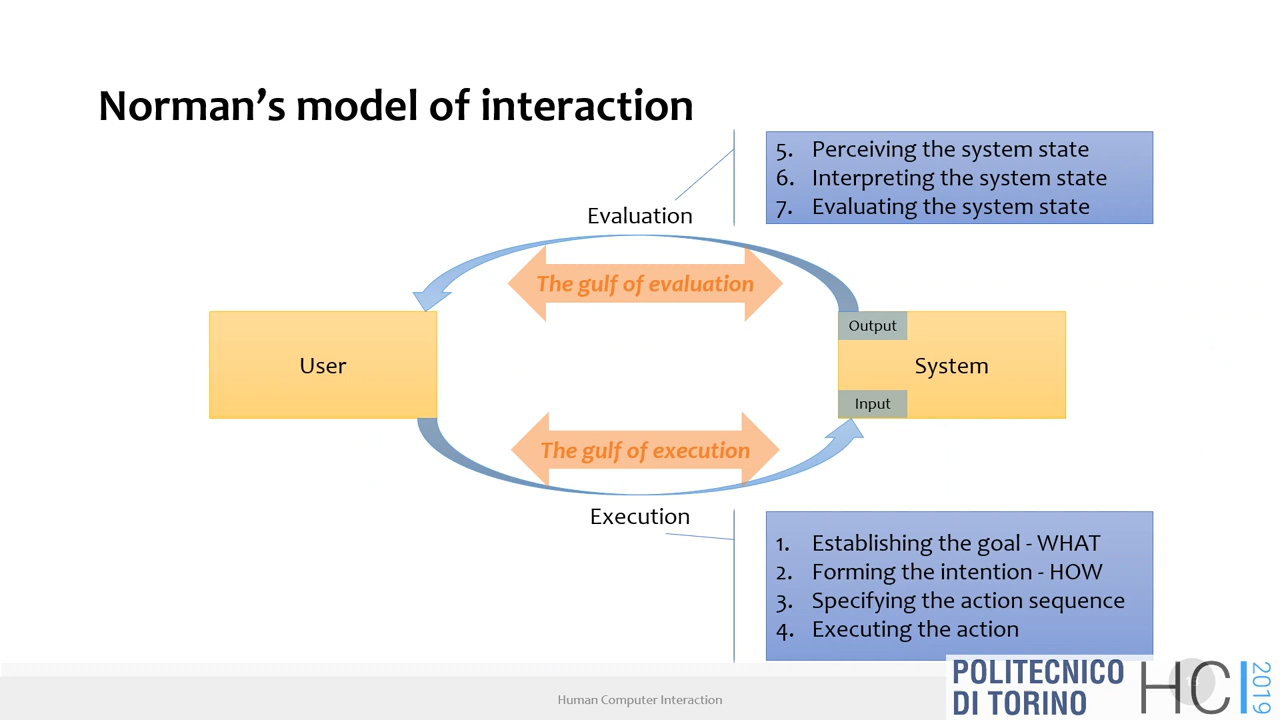 Norman's model of interaction
5. Perceiving the system state
6. Interpreting the system state
7. Evaluating the system state
Evaluation
The gulf of evaluation
Output
User
System
Input
The gulf of execution
Execution
1. Establishing the goal - WHAT
2. Forming the intention - HOW
3. Specifying the action sequence
4. Executing the action
Human Computer Interaction
POLITECNICO
DI TORINO
HCI
2019